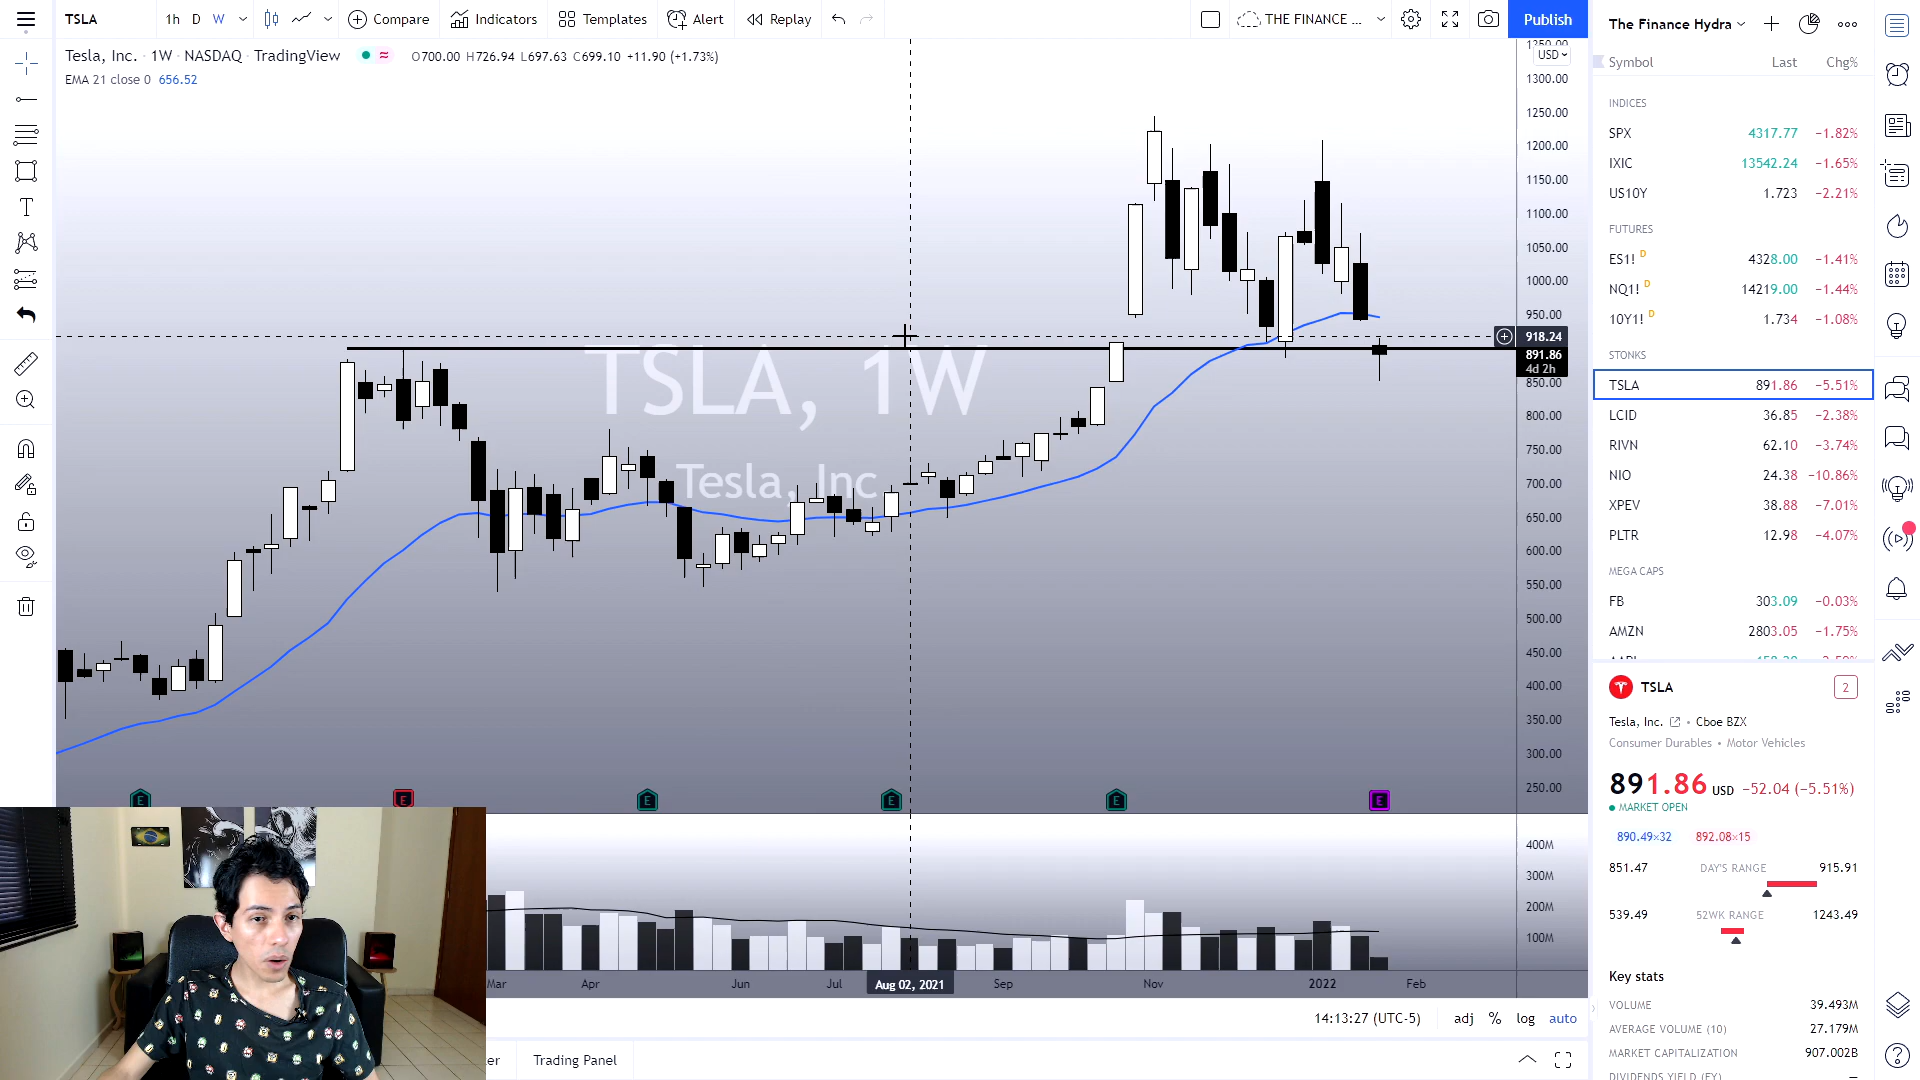 TSLA
1h D W
Compare
Indicators
Templates
Alert
Replay
THE FINANCE ...
Publish
The Finance Hydra
Tesla, Inc. · 1W · NASDAQ · TradingView
O700.00 H726.94 L697.63 C699.10 +11.90 (+1.73%)
EMA 21 close 0 656.52
USD
1300.00
1250.00
1200.00
1150.00
1100.00
1050.00
1000.00
950.00
918.24
891.86
4d 2h
850.00
800.00
750.00
700.00
650.00
600.00
550.00
500.00
450.00
400.00
350.00
300.00
250.00
TSLA, 1W
Tesla, Inc
E E E E E E
400M
300M
200M
100M
Mar Apr Jun Jul Aug 02, 2021 Sep Nov 2022 Feb
14:13:27 (UTC-5) adj % log auto
er Trading Panel
Symbol Last Chg%
INDICES
SPX 4317.77 −1.82%
IXIC 13542.24 −1.65%
US10Y 1.723 −2.21%
FUTURES
ES1! D 4328.00 −1.41%
NQ1! D 14219.00 −1.44%
10Y1! D 1.734 −1.08%
STONKS
TSLA 891.86 −5.51%
LCID 36.85 −2.38%
RIVN 62.10 −3.74%
NIO 24.38 −10.86%
XPEV 38.88 −7.01%
PLTR 12.98 −4.07%
MEGA CAPS
FB 303.09 −0.03%
AMZN 2803.05 −1.75%
TSLA 2
Tesla, Inc. • Cboe BZX
Consumer Durables • Motor Vehicles
891.86 USD −52.04 (−5.51%)
MARKET OPEN
890.49×32 892.08×15
851.47 DAY'S RANGE 915.91
539.49 52WK RANGE 1243.49
Key stats
VOLUME 39.493M
AVERAGE VOLUME (10) 27.179M
MARKET CAPITALIZATION 907.002B
DIVIDENDS YIELD (FY) —